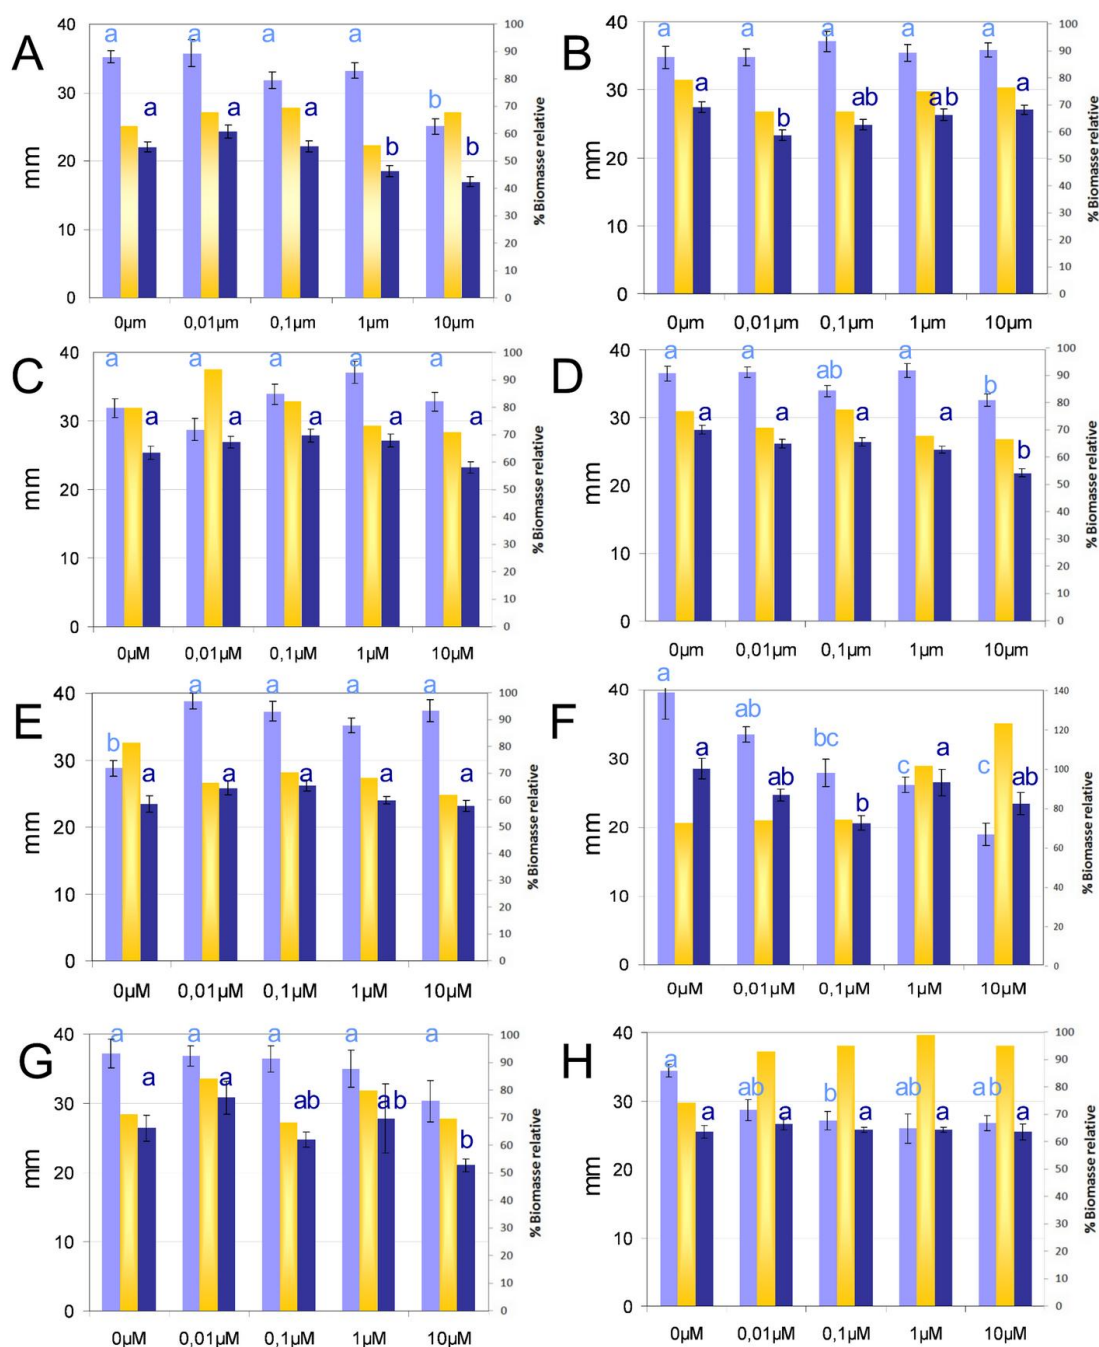 A
mm
40
30
20
10
0
a a a a b
a a a b b
100
90
80
70
60
50
40
30
20
10
0
% Biomasse relative
0µm 0,01µm 0,1µm 1µm 10µm
B
mm
40
30
20
10
0
a a a a a
a b ab ab a
100
90
80
70
60
50
40
30
20
10
0
% Biomasse relative
0µm 0,01µm 0,1µm 1µm 10µm
C
mm
40
30
20
10
0
a a a a a
a a a a a
100
90
80
70
60
50
40
30
20
10
0
% Biomasse relative
0µM 0,01µM 0,1µM 1µM 10µM
D
mm
40
30
20
10
0
a a ab a b
a a a a b
100
90
80
70
60
50
40
30
20
10
0
% Biomasse relative
0µm 0,01µm 0,1µm 1µm 10µm
E
mm
40
30
20
10
0
b a a a a
a a a a a
100
90
80
70
60
50
40
30
20
10
0
% Biomasse relative
0µM 0,01µM 0,1µM 1µM 10µM
F
mm
40
30
20
10
0
a ab bc c c
a ab b a ab
140
120
100
80
60
40
20
0
% Biomasse relative
0µM 0,01µM 0,1µM 1µM 10µM
G
mm
40
30
20
10
0
a a a a a
a a ab ab b
100
90
80
70
60
50
40
30
20
10
0
% Biomasse relative
0µM 0,01µM 0,1µM 1µM 10µM
H
mm
40
30
20
10
0
a ab b ab ab
a a a a a
100
90
80
70
60
50
40
30
20
10
0
% Biomasse relative
0µM 0,01µM 0,1µM 1µM 10µM